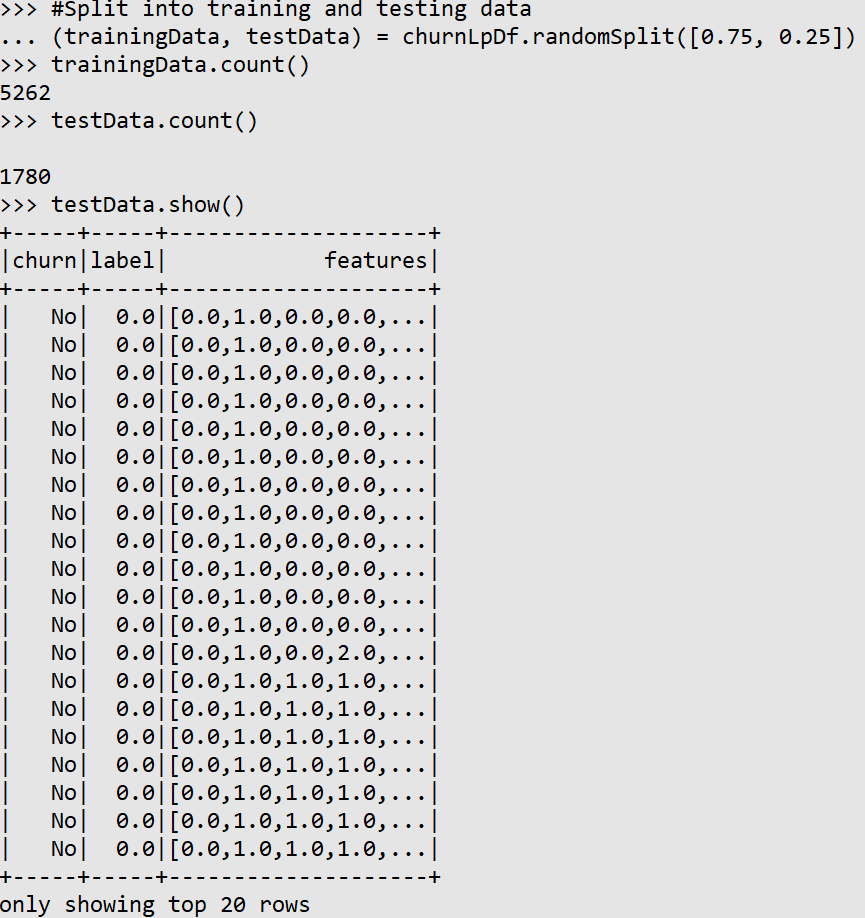 >>> #Split into training and testing data
... (trainingData, testData) = churnLpDf.randomSplit([0.75, 0.25])
>>> trainingData.count()
5262
>>> testData.count()

1780
>>> testData.show()
+-----+-----+--------------------+
|churn|label|            features|
+-----+-----+--------------------+
|   No|  0.0|[0.0,1.0,0.0,0.0,...|
|   No|  0.0|[0.0,1.0,0.0,0.0,...|
|   No|  0.0|[0.0,1.0,0.0,0.0,...|
|   No|  0.0|[0.0,1.0,0.0,0.0,...|
|   No|  0.0|[0.0,1.0,0.0,0.0,...|
|   No|  0.0|[0.0,1.0,0.0,0.0,...|
|   No|  0.0|[0.0,1.0,0.0,0.0,...|
|   No|  0.0|[0.0,1.0,0.0,0.0,...|
|   No|  0.0|[0.0,1.0,0.0,0.0,...|
|   No|  0.0|[0.0,1.0,0.0,0.0,...|
|   No|  0.0|[0.0,1.0,0.0,0.0,...|
|   No|  0.0|[0.0,1.0,0.0,0.0,...|
|   No|  0.0|[0.0,1.0,0.0,2.0,...|
|   No|  0.0|[0.0,1.0,1.0,1.0,...|
|   No|  0.0|[0.0,1.0,1.0,1.0,...|
|   No|  0.0|[0.0,1.0,1.0,1.0,...|
|   No|  0.0|[0.0,1.0,1.0,1.0,...|
|   No|  0.0|[0.0,1.0,1.0,1.0,...|
|   No|  0.0|[0.0,1.0,1.0,1.0,...|
|   No|  0.0|[0.0,1.0,1.0,1.0,...|
+-----+-----+--------------------+
only showing top 20 rows